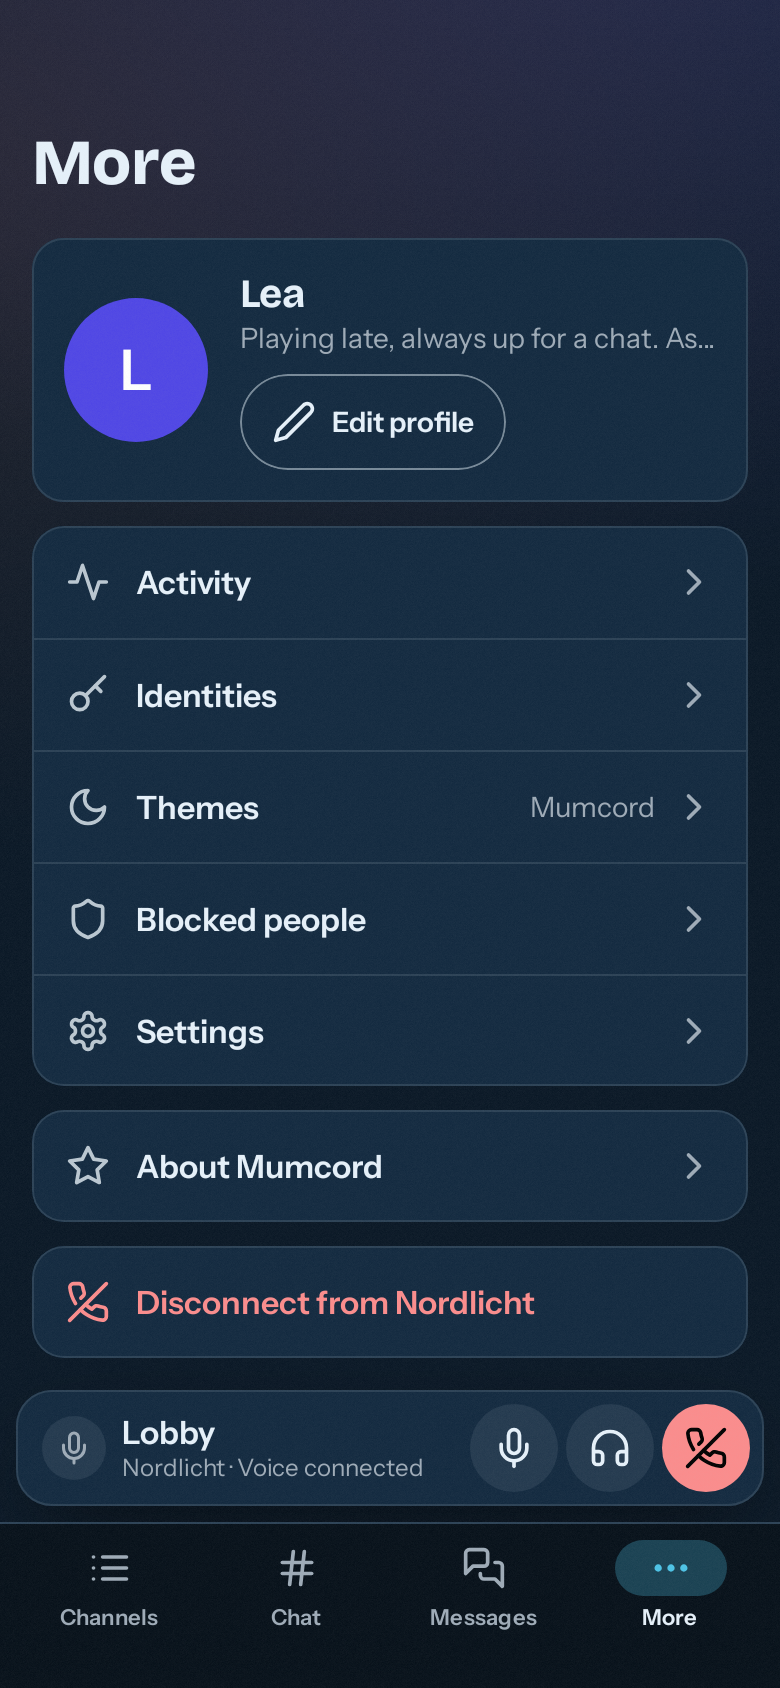 More
L
Lea
Playing late, always up for a chat. As...
Edit profile
Activity
Identities
Themes Mumcord
Blocked people
Settings
About Mumcord
Disconnect from Nordlicht
Lobby
Nordlicht · Voice connected
Channels Chat Messages More